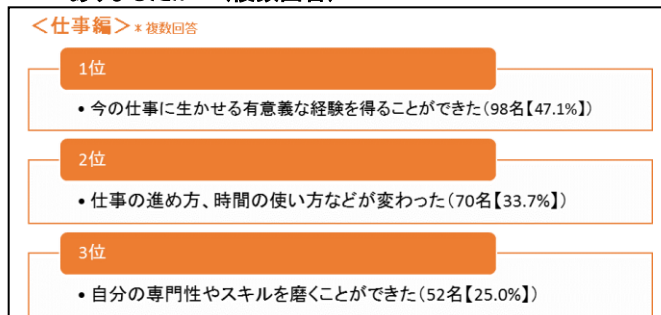 ＜仕事編＞＊複数回答
1位
• 今の仕事に生かせる有意義な経験を得ることができた（98名【47.1%】）
2位
• 仕事の進め方、時間の使い方などが変わった（70名【33.7%】）
3位
• 自分の専門性やスキルを磨くことができた（52名【25.0%】）